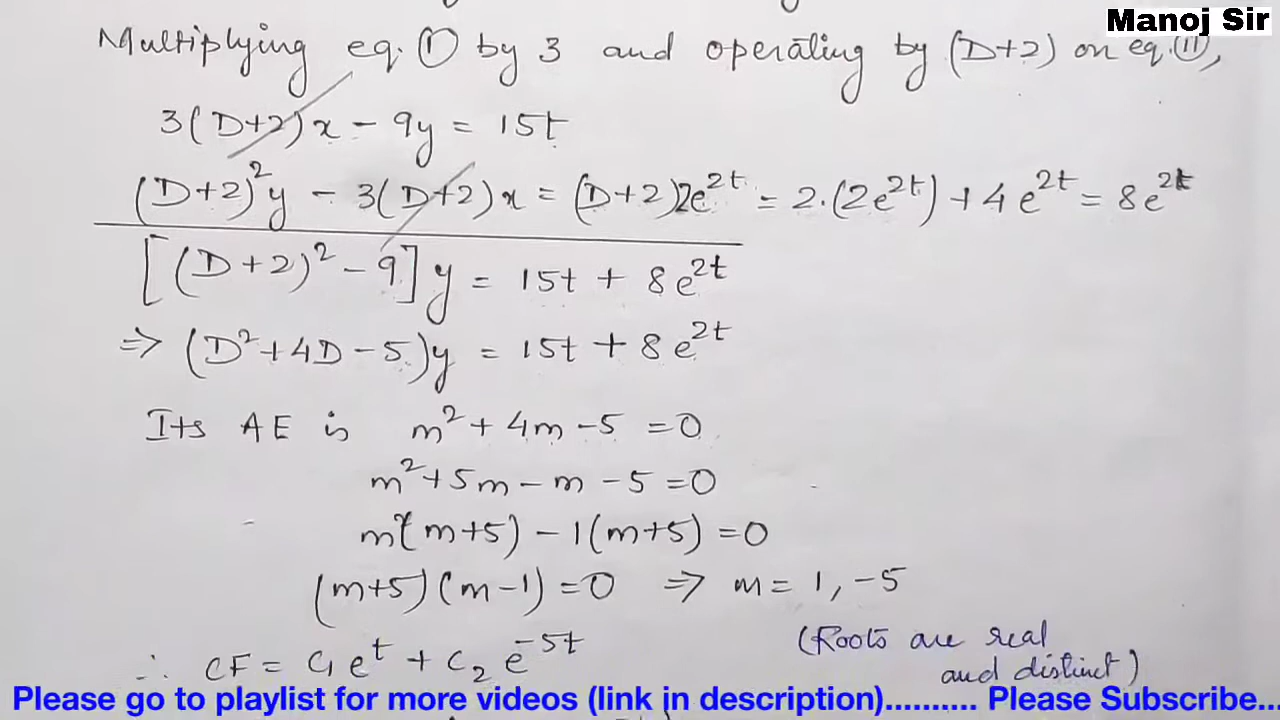 Manoj Sir
Multiplying eq. Ⓘ by 3 and operating by (D+2) on eq. Ⓘⓘ,
3(D+2)x - 9y = 15t
(D+2)²y - 3(D+2)x = (D+2)2e^{2t} = 2.(2e^{2t}) + 4e^{2t} = 8e^{2t}
[(D+2)² - 9]y = 15t + 8e^{2t}
⇒ (D²+4D-5)y = 15t + 8e^{2t}
Its AE is m² + 4m - 5 = 0
m² + 5m - m - 5 = 0
m(m+5) - 1(m+5) = 0
(m+5)(m-1) = 0 ⇒ m = 1, -5
∴ CF = C₁e^{t} + C₂e^{-5t}
(Roots are real
and distinct)
Please go to playlist for more videos (link in description).......... Please Subscribe...